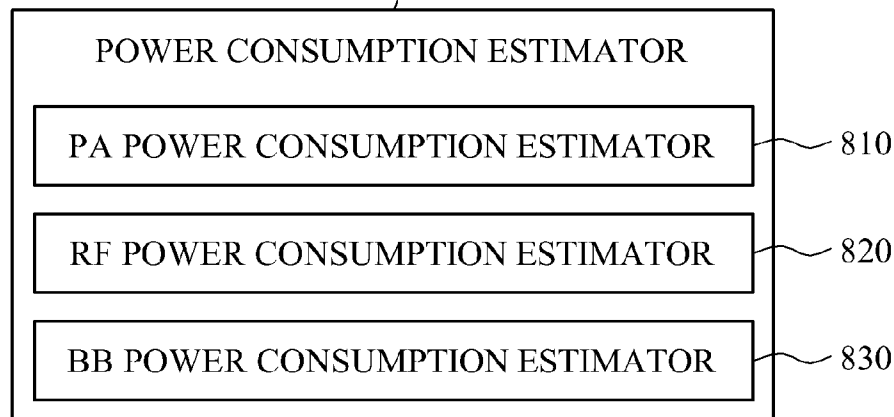 POWER CONSUMPTION ESTIMATOR
PA POWER CONSUMPTION ESTIMATOR 810
RF POWER CONSUMPTION ESTIMATOR 820
BB POWER CONSUMPTION ESTIMATOR 830